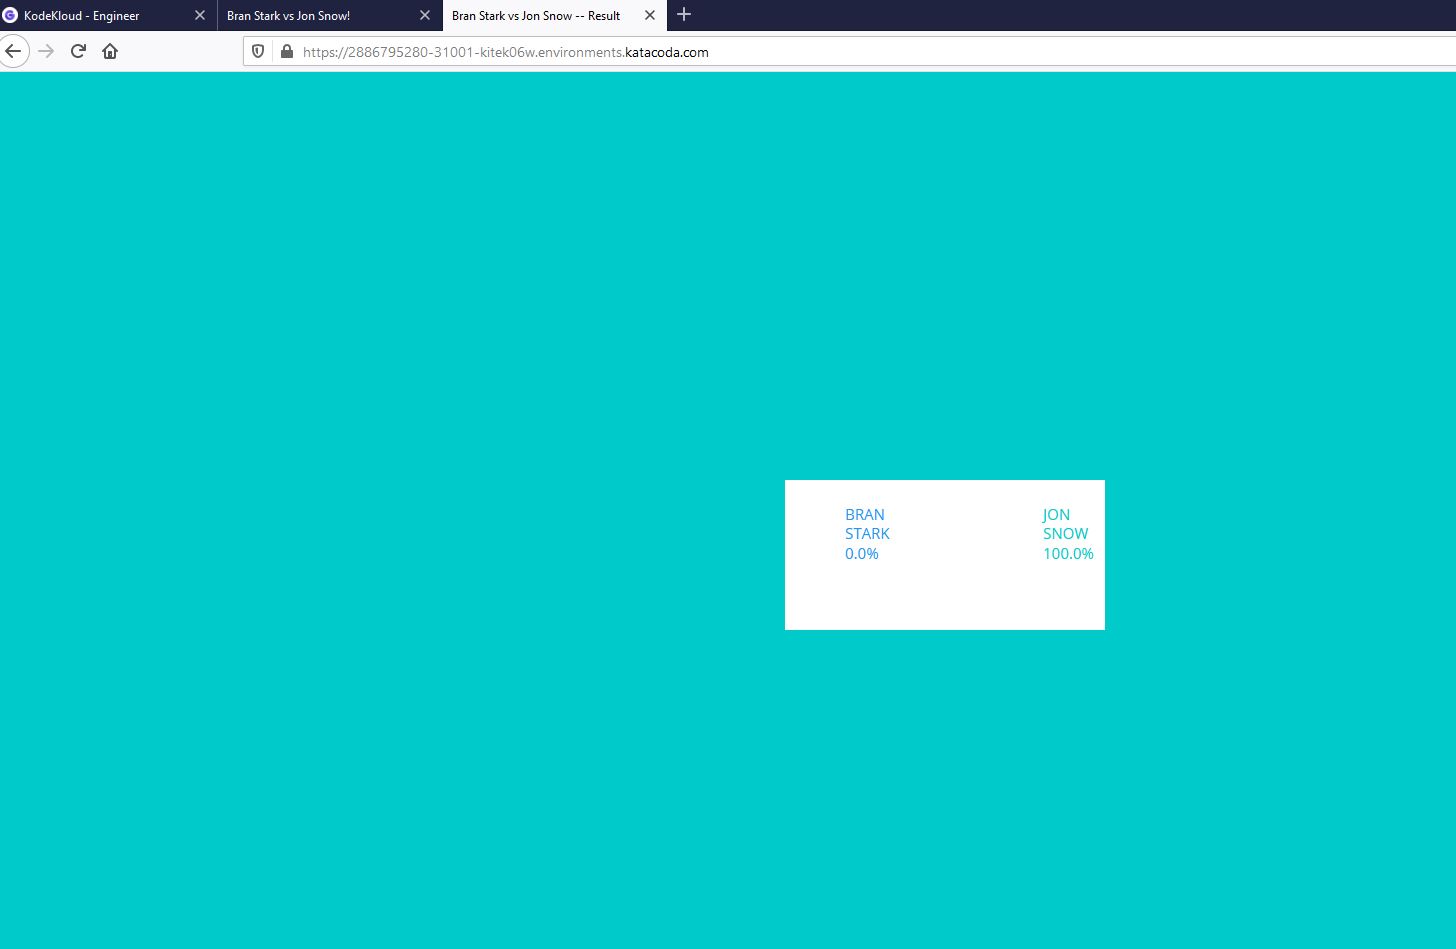 KodeKloud - Engineer
Bran Stark vs Jon Snow!
Bran Stark vs Jon Snow -- Result
https://2886795280-31001-kitek06w.environments.katacoda.com
BRAN
STARK
0.0%
JON
SNOW
100.0%